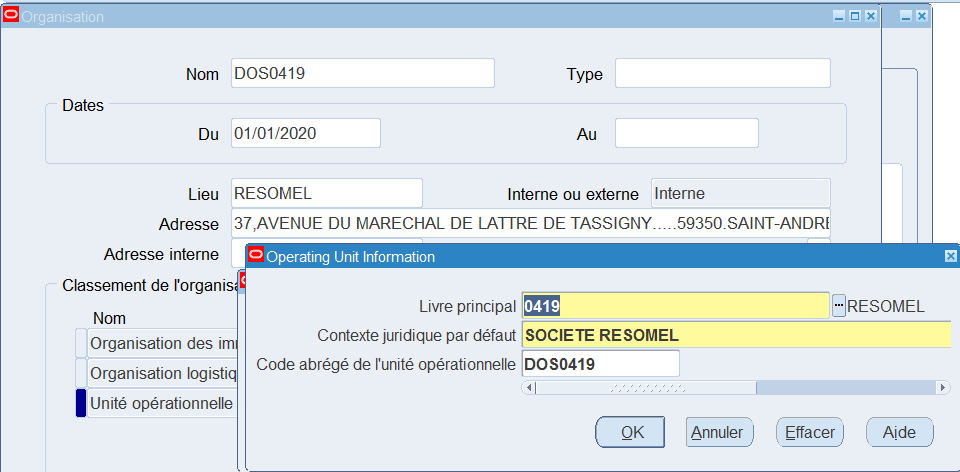 Organisation
Nom DOS0419 Type
Dates
Du 01/01/2020 Au
Lieu RESOMEL Interne ou externe Interne
Adresse 37,AVENUE DU MARECHAL DE LATTRE DE TASSIGNY.....59350.SAINT-ANDRE
Adresse interne
Classement de l'organisa
Nom
Organisation des imm
Organisation logistiq
Unité opérationnelle
Operating Unit Information
Livre principal 0419 ... RESOMEL
Contexte juridique par défaut SOCIETE RESOMEL
Code abrégé de l'unité opérationnelle DOS0419
OK Annuler Effacer Aide